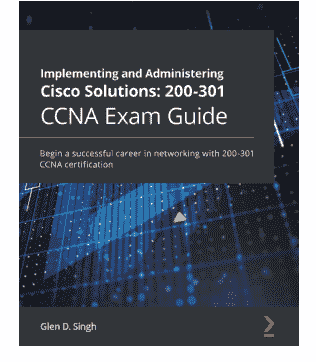 Implementing and Administering
Cisco Solutions: 200-301
CCNA Exam Guide
Begin a successful career in networking with 200-301
CCNA certification
Glen D. Singh